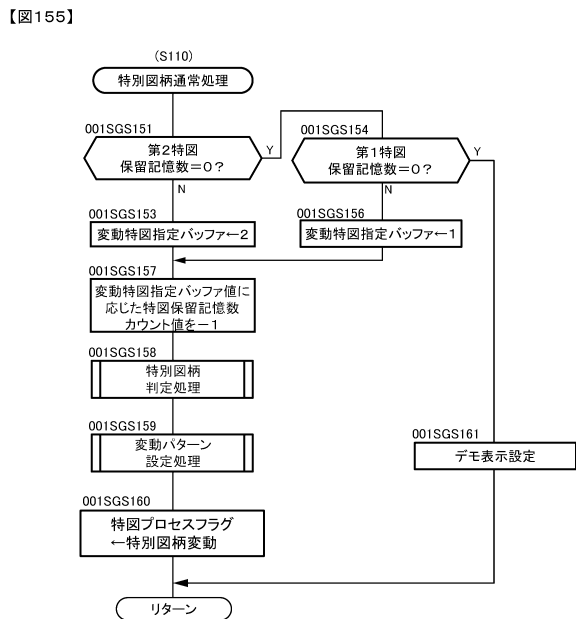 【図155】
(S110)
特別図柄通常処理
001SGS151
第2特図
保留記憶数=0?
Y
N
001SGS154
第1特図
保留記憶数=0?
Y
N
001SGS153
変動特図指定バッファ←2
001SGS156
変動特図指定バッファ←1
001SGS157
変動特図指定バッファ値に
応じた特図保留記憶数
カウント値を-1
001SGS158
特別図柄
判定処理
001SGS159
変動パターン
設定処理
001SGS161
デモ表示設定
001SGS160
特図プロセスフラグ
←特別図柄変動
リターン